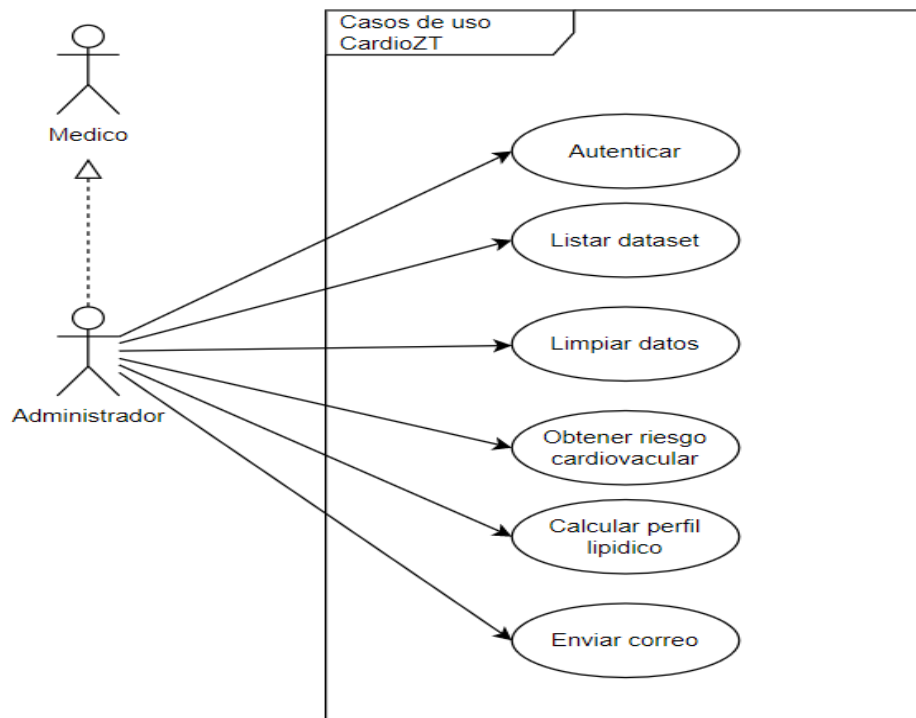 Casos de uso
CardioZT
Medico
Autenticar
Listar dataset
Limpiar datos
Administrador
Obtener riesgo
cardiovacular
Calcular perfil
lipidico
Enviar correo